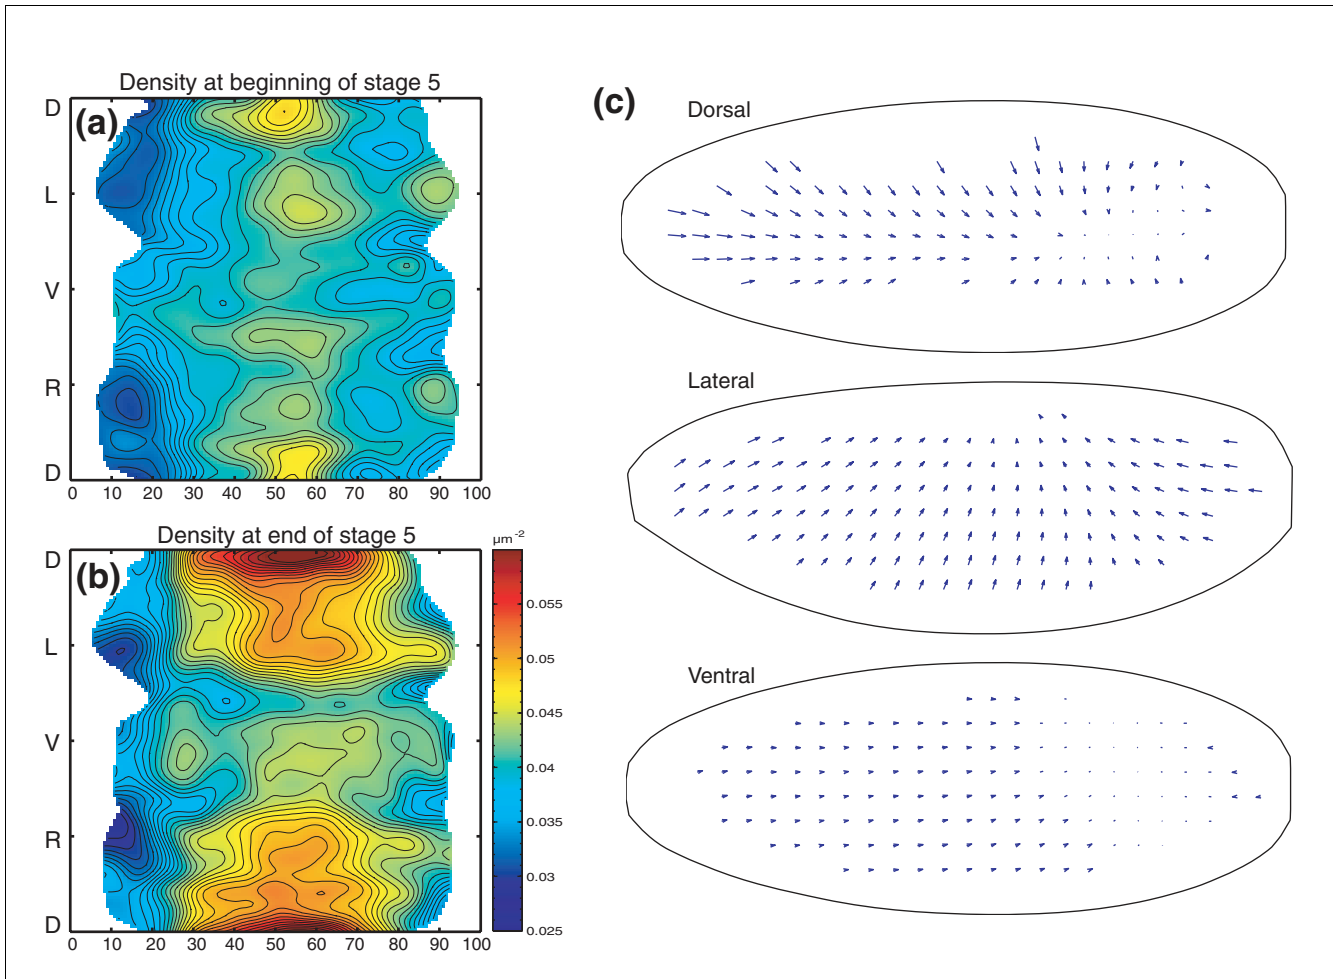 Density at beginning of stage 5
(a)
D
L
V
R
D
0 10 20 30 40 50 60 70 80 90 100
Density at end of stage 5
(b)
D
L
V
R
D
0 10 20 30 40 50 60 70 80 90 100
µm⁻²
0.055
0.05
0.045
0.04
0.035
0.03
0.025
(c)
Dorsal
Lateral
Ventral